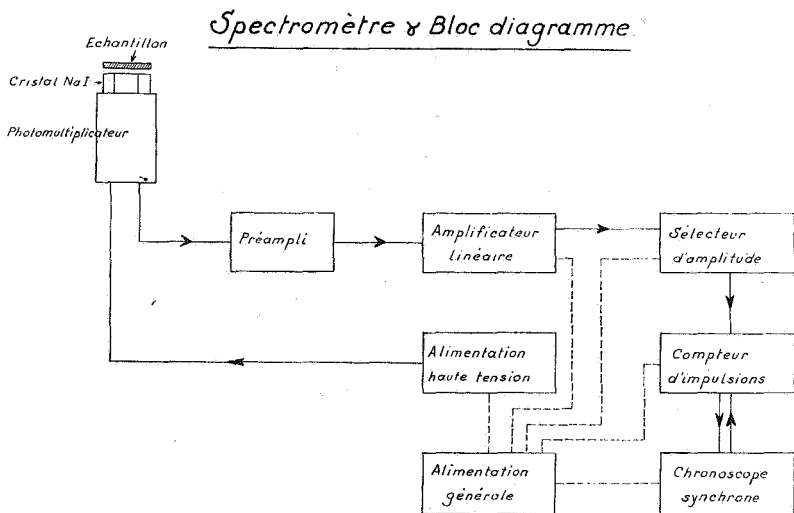 Spectromètre γ Bloc diagramme
Echantillon
Cristal NaI
Photomultiplicateur
Préampli
Amplificateur
linéaire
Sélecteur
d'amplitude
Alimentation
haute tension
Compteur
d'impulsions
Alimentation
générale
Chronoscope
synchrone